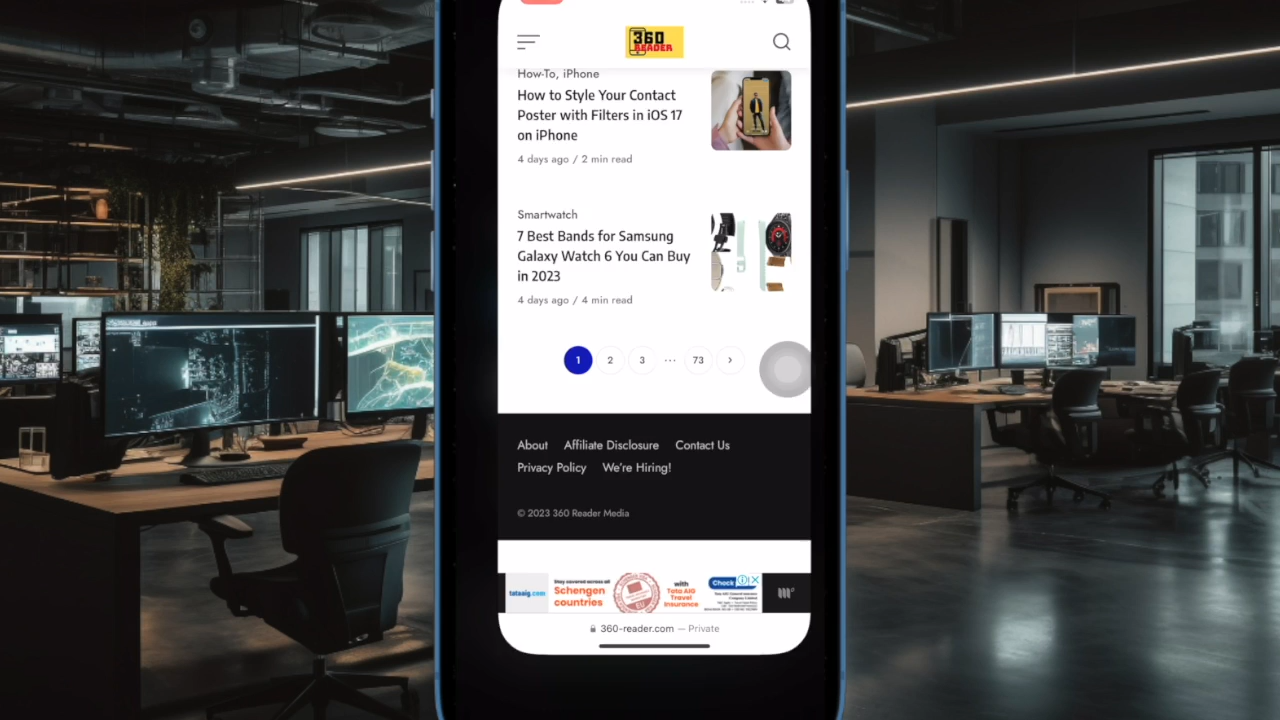 360
READER
How-To, iPhone
How to Style Your Contact
Poster with Filters in iOS 17
on iPhone
4 days ago / 2 min read
Smartwatch
7 Best Bands for Samsung
Galaxy Watch 6 You Can Buy
in 2023
4 days ago / 4 min read
1 2 3 ··· 73 ›
About Affiliate Disclosure Contact Us
Privacy Policy We're Hiring!
© 2023 360 Reader Media
tataaig.com
Stay covered across all
Schengen
countries
with
Tata AIG
Travel
Insurance
Check
360-reader.com — Private